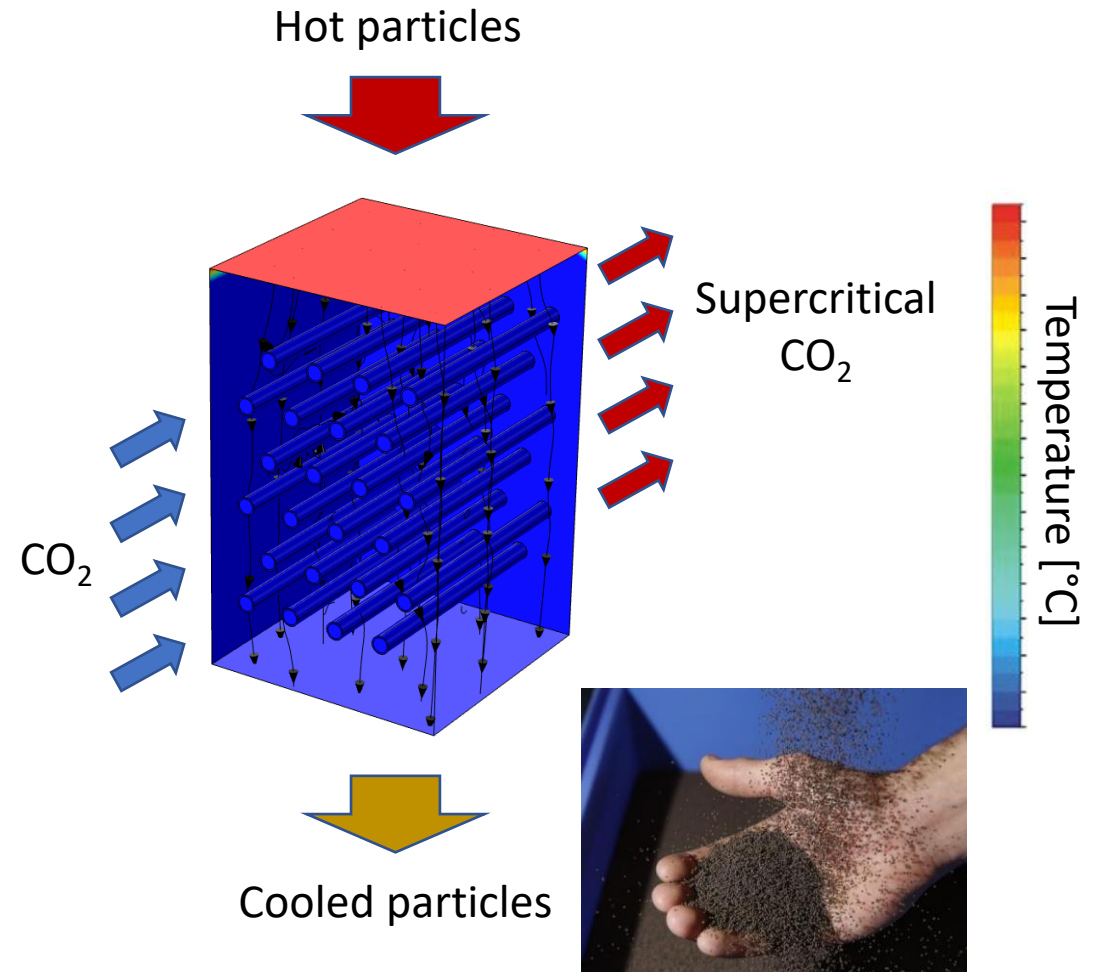 Hot particles
Supercritical
CO₂
CO₂
Cooled particles
Temperature [°C]